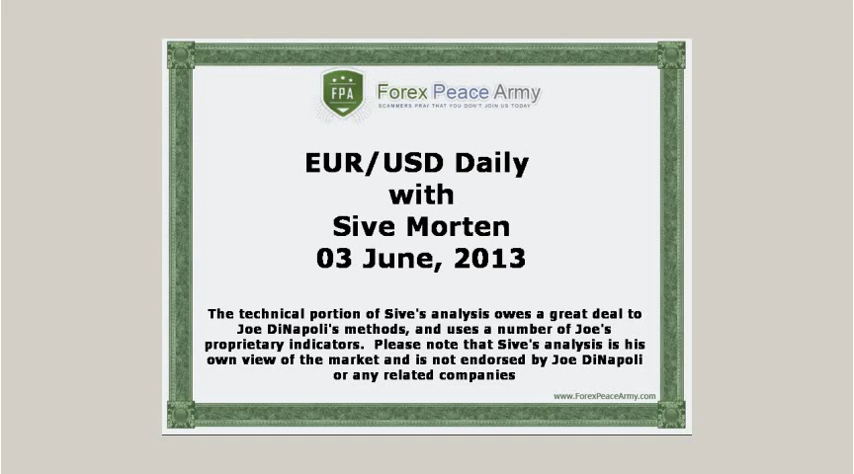 FPA
Forex Peace Army
SCAMMERS PRAY THAT YOU DON'T JOIN US TODAY
EUR/USD Daily
with
Sive Morten
03 June, 2013
The technical portion of Sive's analysis owes a great deal to
Joe DiNapoli's methods, and uses a number of Joe's
proprietary indicators.  Please note that Sive's analysis is his
own view of the market and is not endorsed by Joe DiNapoli
or any related companies
www.ForexPeaceArmy.com